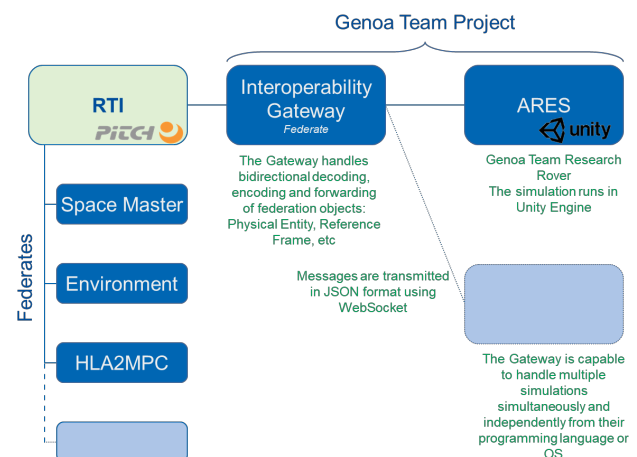 Genoa Team Project
RTI
PITCH
Interoperability
Gateway
Federate
ARES
unity
The Gateway handles
bidirectional decoding,
encoding and forwarding
of federation objects:
Physical Entity, Reference
Frame, etc
Genoa Team Research
Rover
The simulation runs in
Unity Engine
Federates
Space Master
Environment
HLA2MPC
Messages are transmitted
in JSON format using
WebSocket
The Gateway is capable
to handle multiple
simulations
simultaneously and
independently from their
programming language or
OS